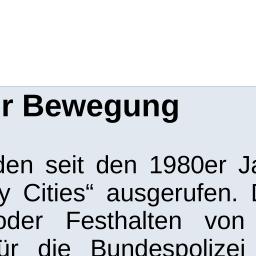 r Bewegung
den seit den 1980er Ja
y Cities“ ausgerufen. D
oder Festhalten von
ür die Bundespolizei